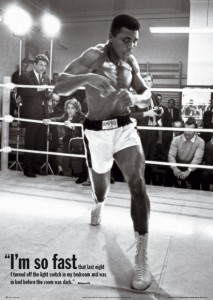 "I'm so fast that last night
I turned off the light switch in my bedroom and was
in bed before the room was dark."